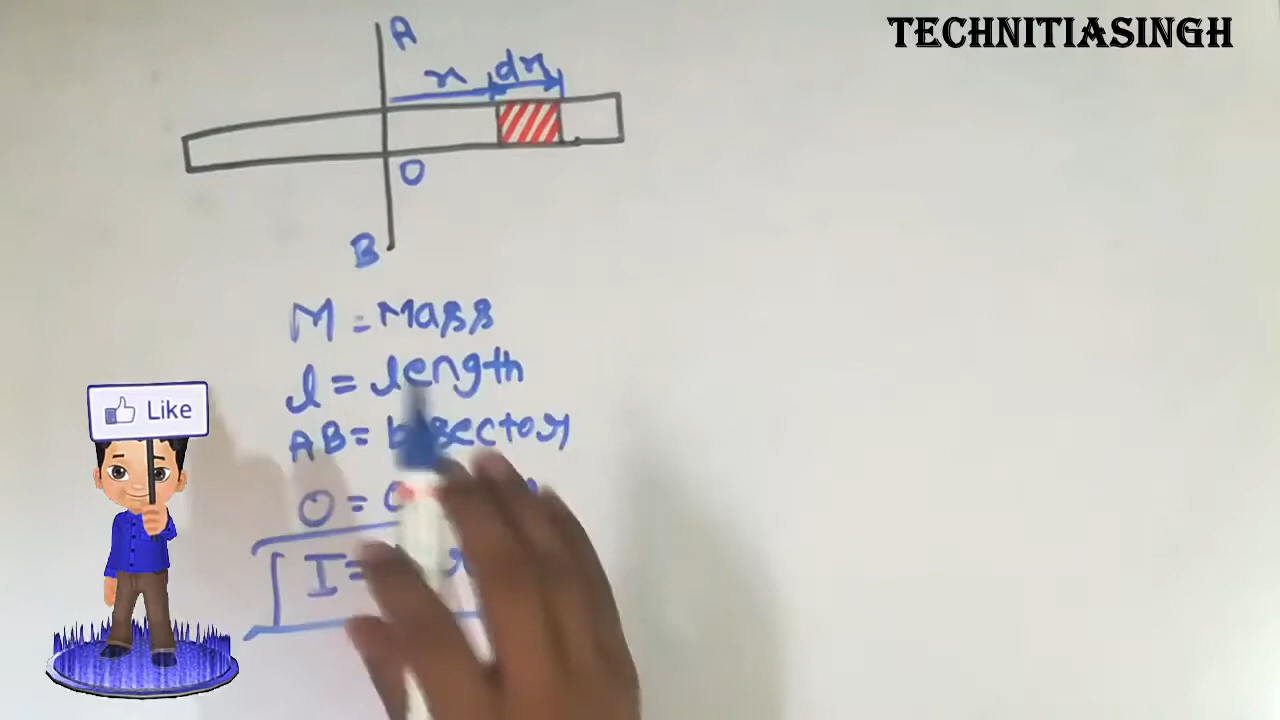 TECHNITIASINGH
A
x dx
O
B
M = Mass
l = length
AB = bisector
O =
I =
Like